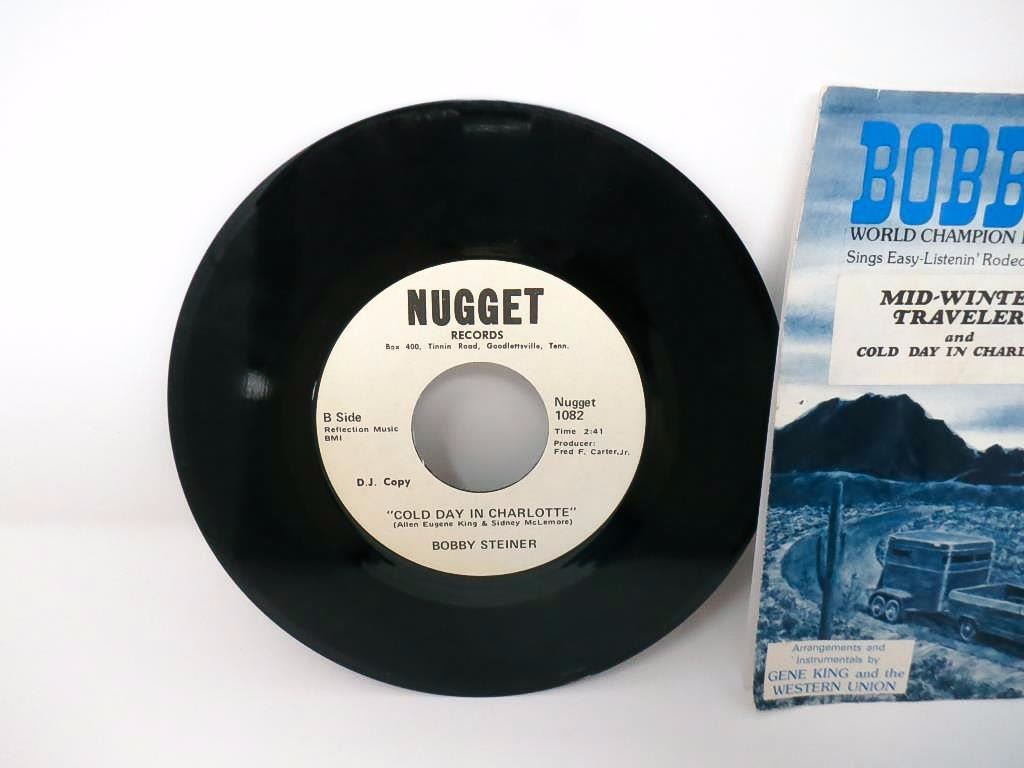 NUGGET
RECORDS
Box 400, Tinnin Road, Goodlettsville, Tenn.
B Side
Reflection Music
BMI
Nugget
1082
Time 2:41
Producer:
Fred F. Carter, Jr.
D.J. Copy
"COLD DAY IN CHARLOTTE"
(Allen Eugene King & Sidney McLemore)
BOBBY STEINER
BOBB
WORLD CHAMPION
Sings Easy-Listenin' Rodeo
MID-WINTE
TRAVELER
and
COLD DAY IN CHARL
Arrangements and
Instrumentals by
GENE KING and the
WESTERN UNION